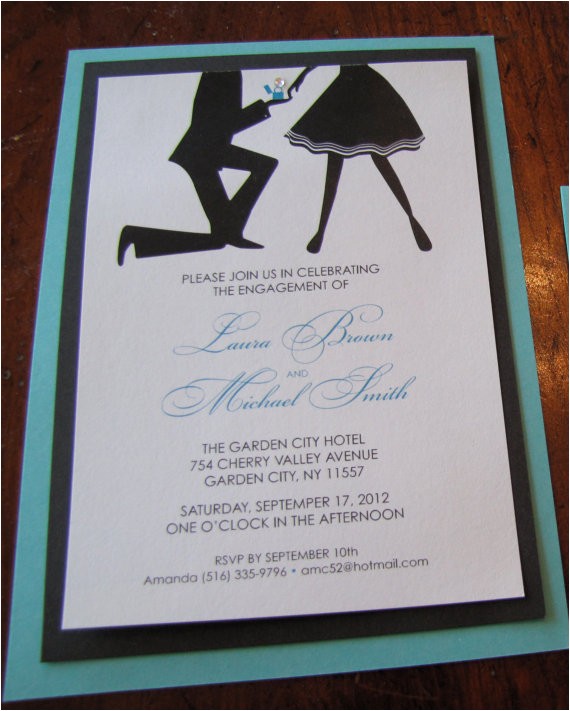 PLEASE JOIN US IN CELEBRATING
THE ENGAGEMENT OF
Laura Brown
AND
Michael Smith
THE GARDEN CITY HOTEL
754 CHERRY VALLEY AVENUE
GARDEN CITY, NY 11557
SATURDAY, SEPTEMPER 17, 2012
ONE O'CLOCK IN THE AFTERNOON
RSVP BY SEPTEMBER 10th
Amanda (516) 335-9796 • amc52@hotmail.com